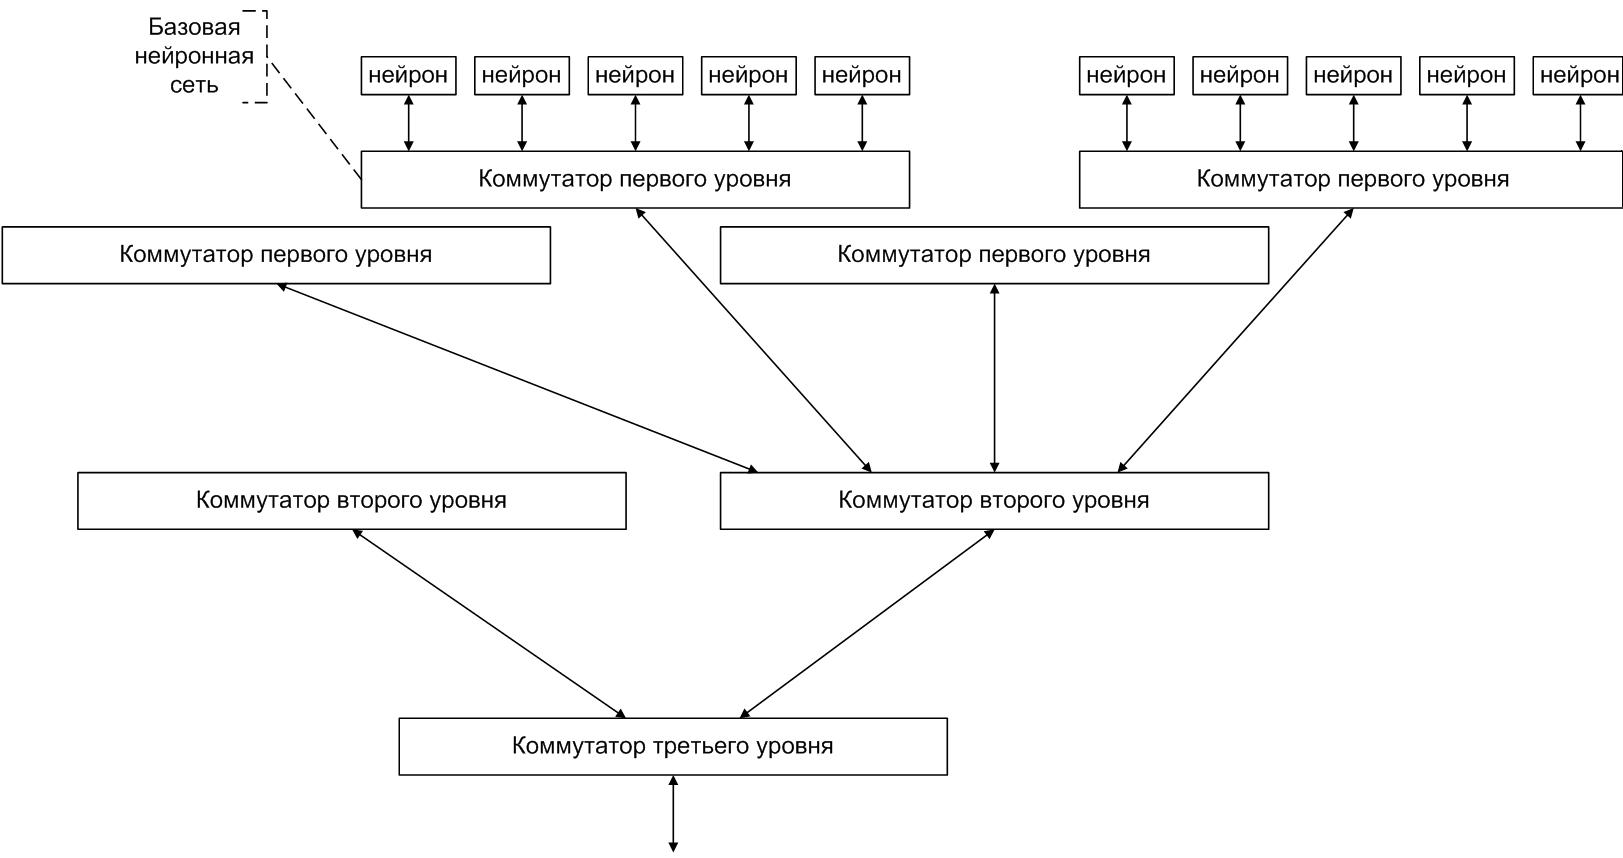 Базовая
нейронная
сеть
нейрон
нейрон
нейрон
нейрон
нейрон
нейрон
нейрон
нейрон
нейрон
нейрон
Коммутатор первого уровня
Коммутатор первого уровня
Коммутатор первого уровня
Коммутатор первого уровня
Коммутатор второго уровня
Коммутатор второго уровня
Коммутатор третьего уровня